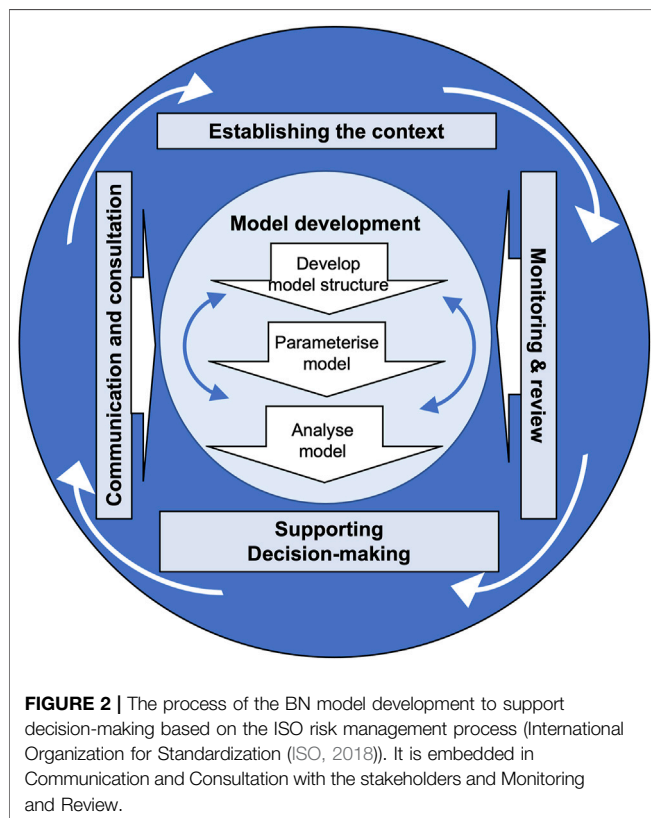 Establishing the context
Communication and consultation
Model development
Develop
model structure
Parameterise
model
Analyse
model
Monitoring & review
Supporting
Decision-making
FIGURE 2 | The process of the BN model development to support
decision-making based on the ISO risk management process (International
Organization for Standardization (ISO, 2018)). It is embedded in
Communication and Consultation with the stakeholders and Monitoring
and Review.